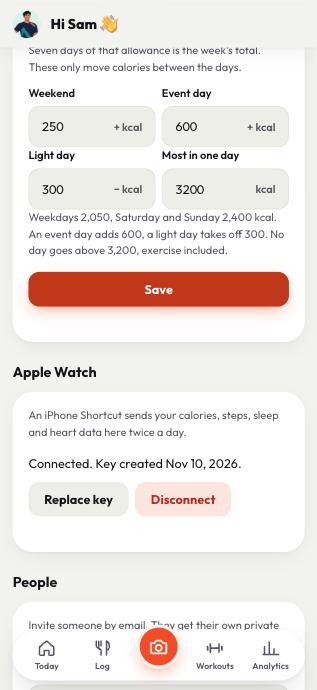 Hi Sam 👋
Seven days of that allowance is the week's total.
These only move calories between the days.
Weekend Event day
250 + kcal 600 + kcal
Light day Most in one day
300 − kcal 3200 kcal
Weekdays 2,050, Saturday and Sunday 2,400 kcal.
An event day adds 600, a light day takes off 300. No
day goes above 3,200, exercise included.
Save
Apple Watch
An iPhone Shortcut sends your calories, steps, sleep
and heart data here twice a day.
Connected. Key created Nov 10, 2026.
Replace key Disconnect
People
Invite someone by email. They get their own private
Today Log Workouts Analytics